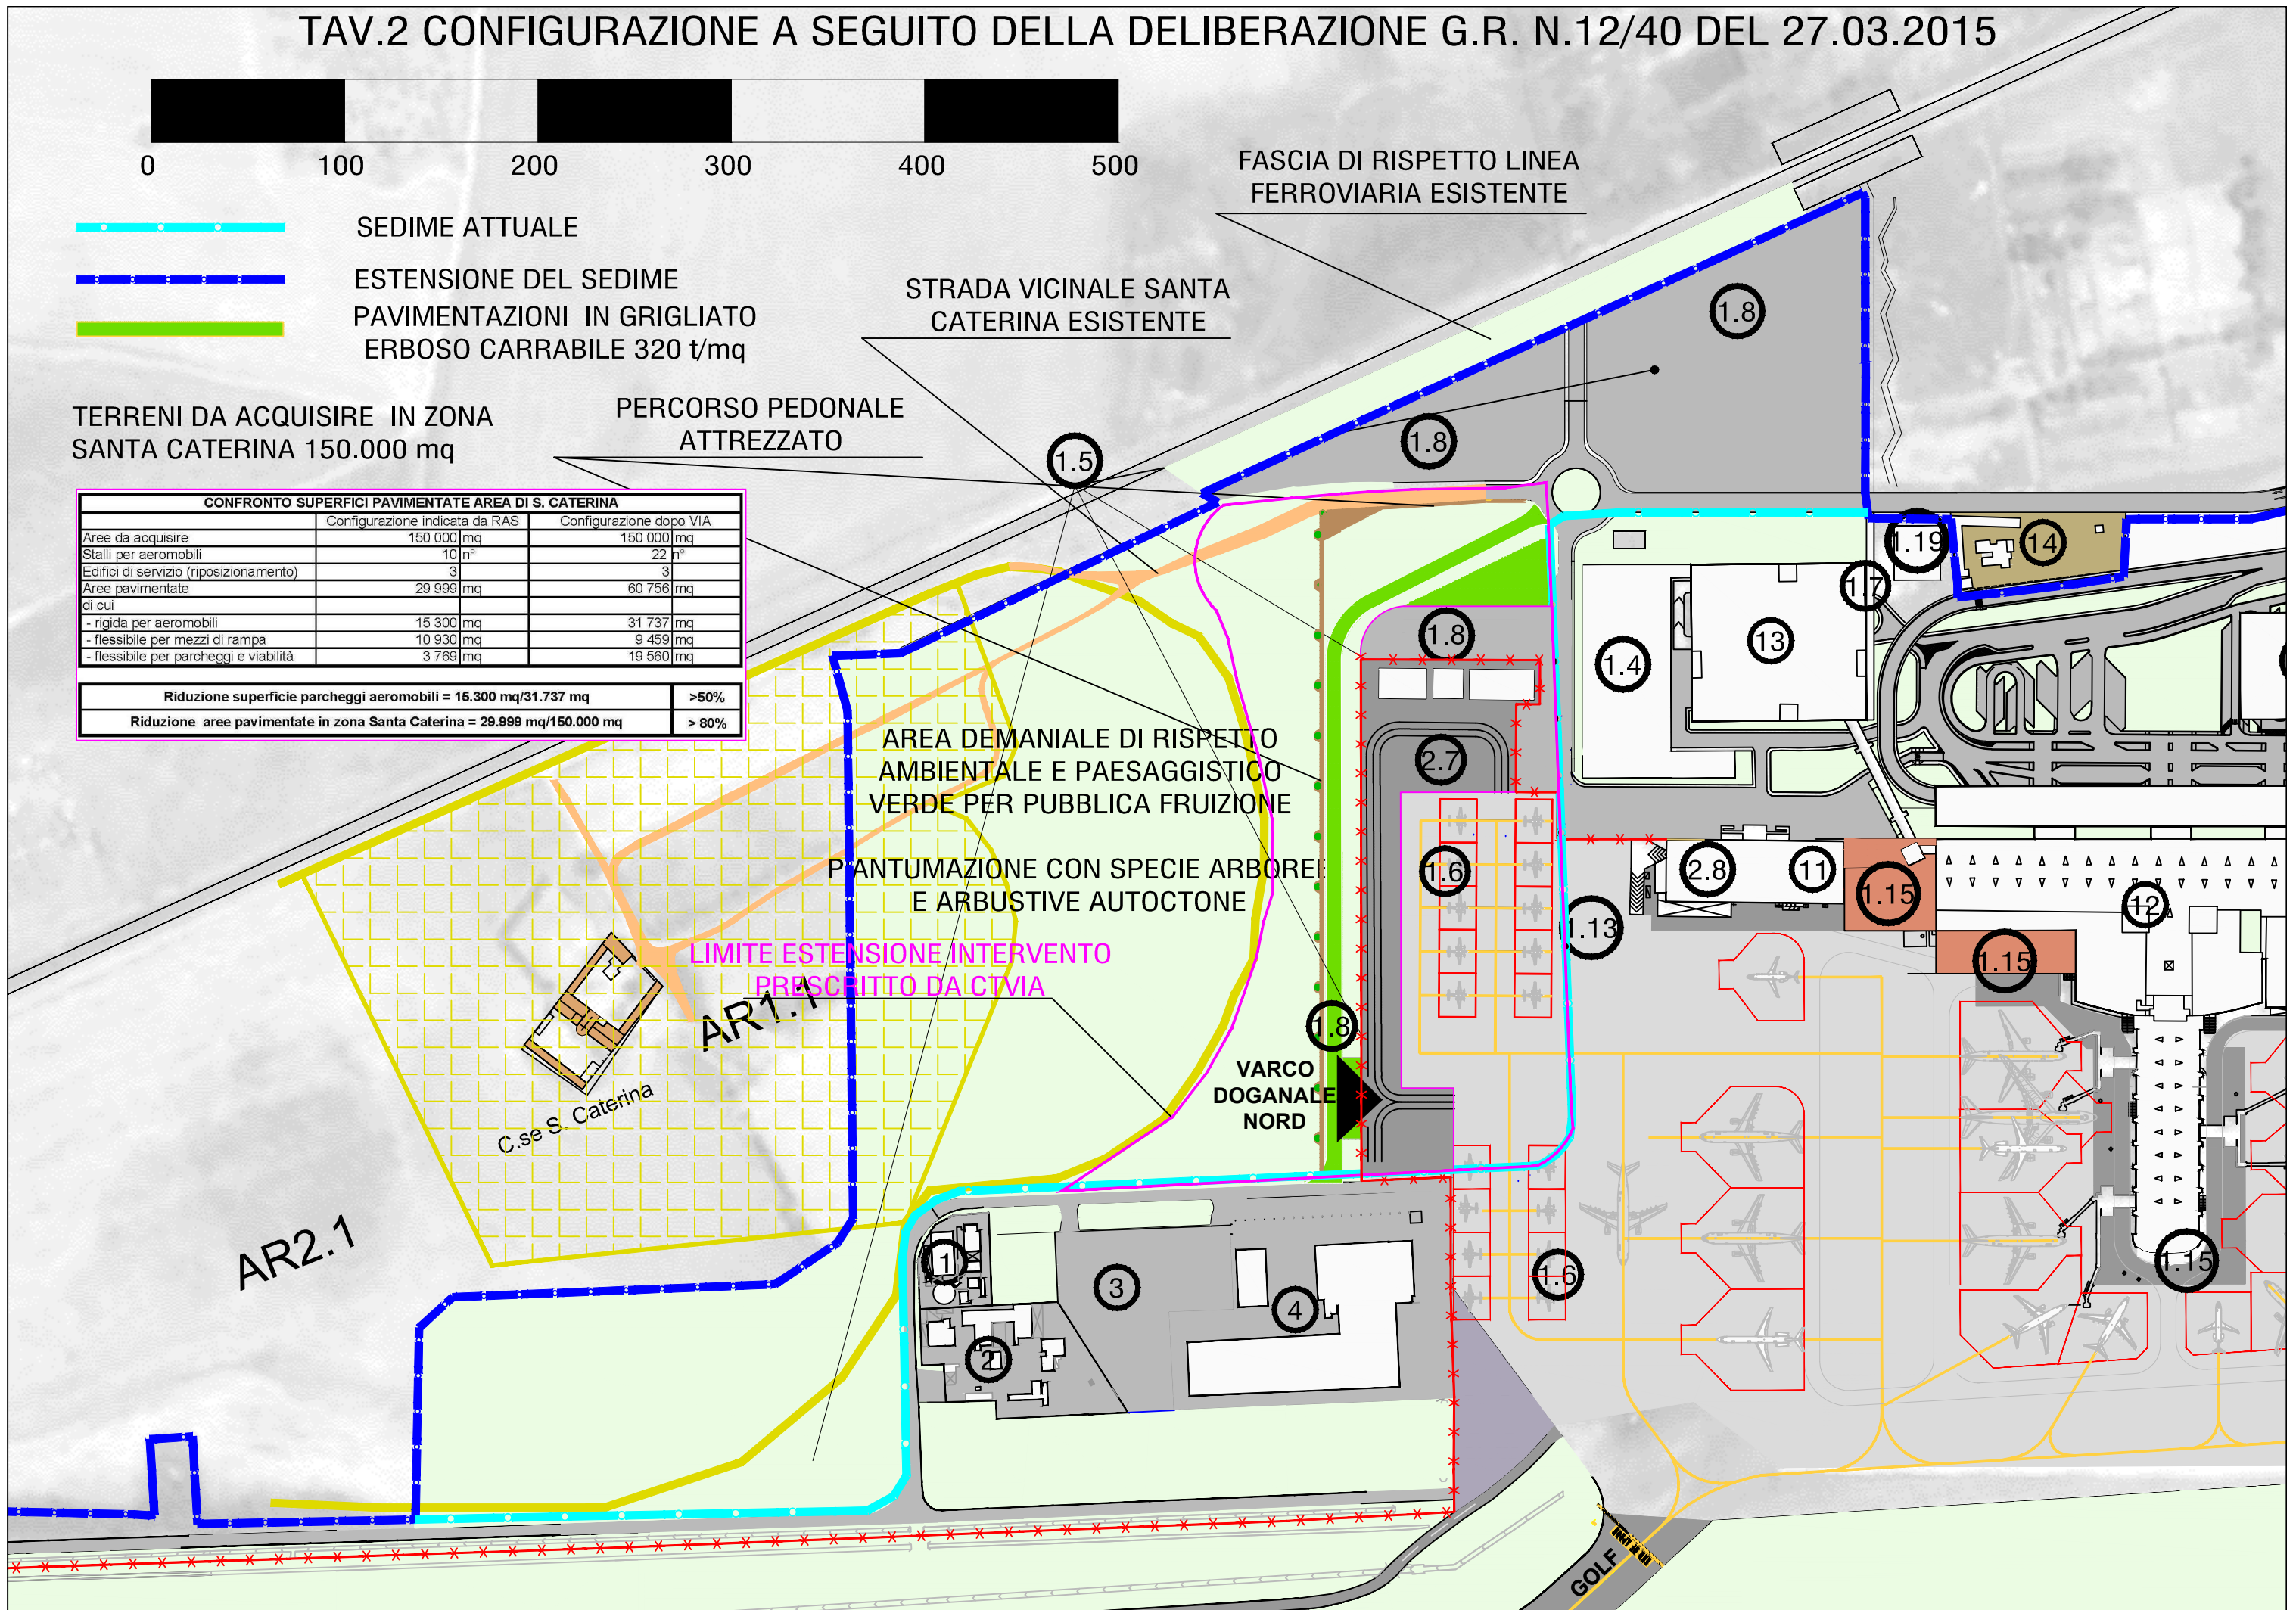 TAV.2 CONFIGURAZIONE A SEGUITO DELLA DELIBERAZIONE G.R. N.12/40 DEL 27.03.2015
0 100 200 300 400 500
SEDIME ATTUALE
ESTENSIONE DEL SEDIME
PAVIMENTAZIONI IN GRIGLIATO
ERBOSO CARRABILE 320 t/mq
FASCIA DI RISPETTO LINEA
FERROVIARIA ESISTENTE
STRADA VICINALE SANTA
CATERINA ESISTENTE
PERCORSO PEDONALE
ATTREZZATO
TERRENI DA ACQUISIRE IN ZONA
SANTA CATERINA 150.000 mq
CONFRONTO SUPERFICI PAVIMENTATE AREA DI S. CATERINA
Configurazione indicata da RAS Configurazione dopo VIA
Aree da acquisire 150 000 mq 150 000 mq
Stalli per aeromobili 10 n° 22 n°
Edifici di servizio (riposizionamento) 3 3
Aree pavimentate 29 999 mq 60 756 mq
di cui
- rigida per aeromobili 15 300 mq 31 737 mq
- flessibile per mezzi di rampa 10 930 mq 9 459 mq
- flessibile per parcheggi e viabilità 3 769 mq 19 560 mq
Riduzione superficie parcheggi aeromobili = 15.300 mq/31.737 mq >50%
Riduzione aree pavimentate in zona Santa Caterina = 29.999 mq/150.000 mq > 80%
1.5
1.8
1.8
1.8
1.19
14
1.7
13
1.4
2.7
AREA DEMANIALE DI RISPETTO
AMBIENTALE E PAESAGGISTICO
VERDE PER PUBBLICA FRUIZIONE
PIANTUMAZIONE CON SPECIE ARBOREE
E ARBUSTIVE AUTOCTONE
1.6
2.8
11
1.15
12
1.13
1.15
LIMITE ESTENSIONE INTERVENTO
PRESCRITTO DA CTVIA
AR1.1
1.8
VARCO
DOGANALE
NORD
C.se S. Caterina
AR2.1
1
3
4
1.6
1.15
2
GOLF